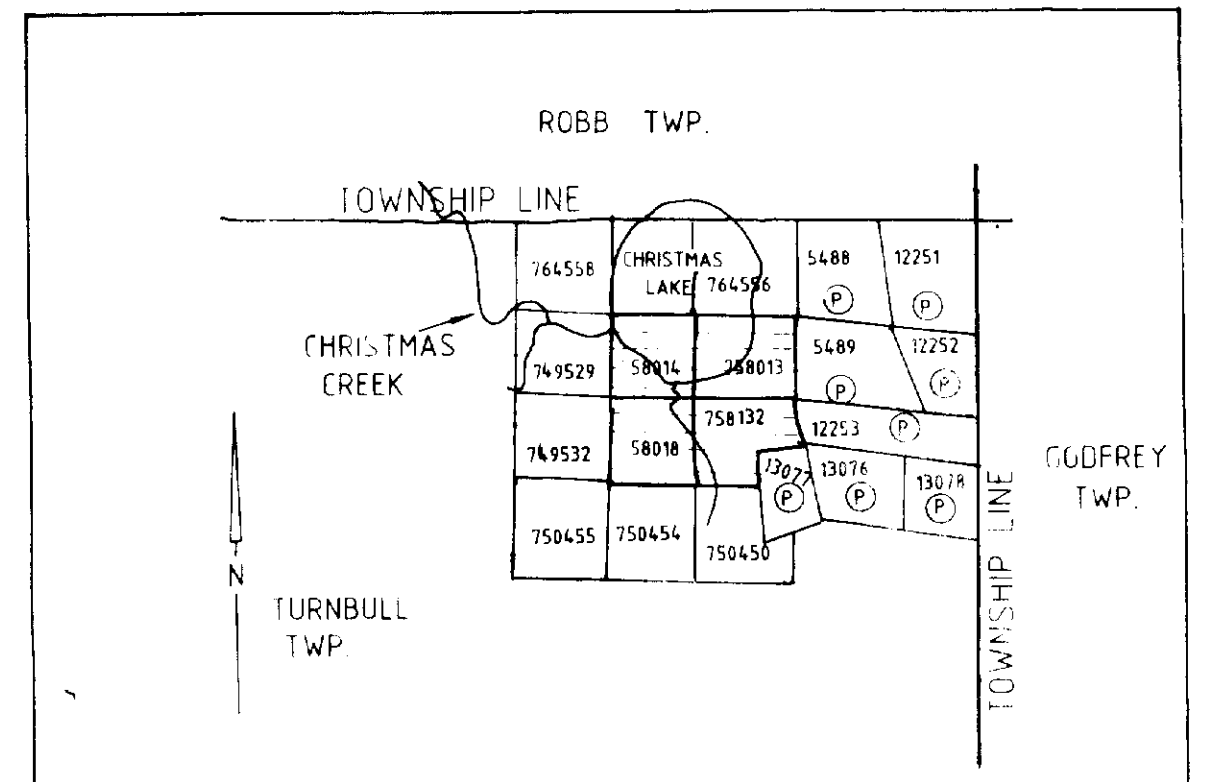 ROBB TWP.
TOWNSHIP LINE
764558
CHRISTMAS
LAKE
764556
5488
P
12251
P
CHRISTMAS
CREEK
749529
58014
758013
5489
P
12252
P
749532
58018
758132
12253
P
13077
P
13076
P
13078
P
GODFREY
TWP.
750455
750454
750450
N
TURNBULL
TWP.
TOWNSHIP LINE